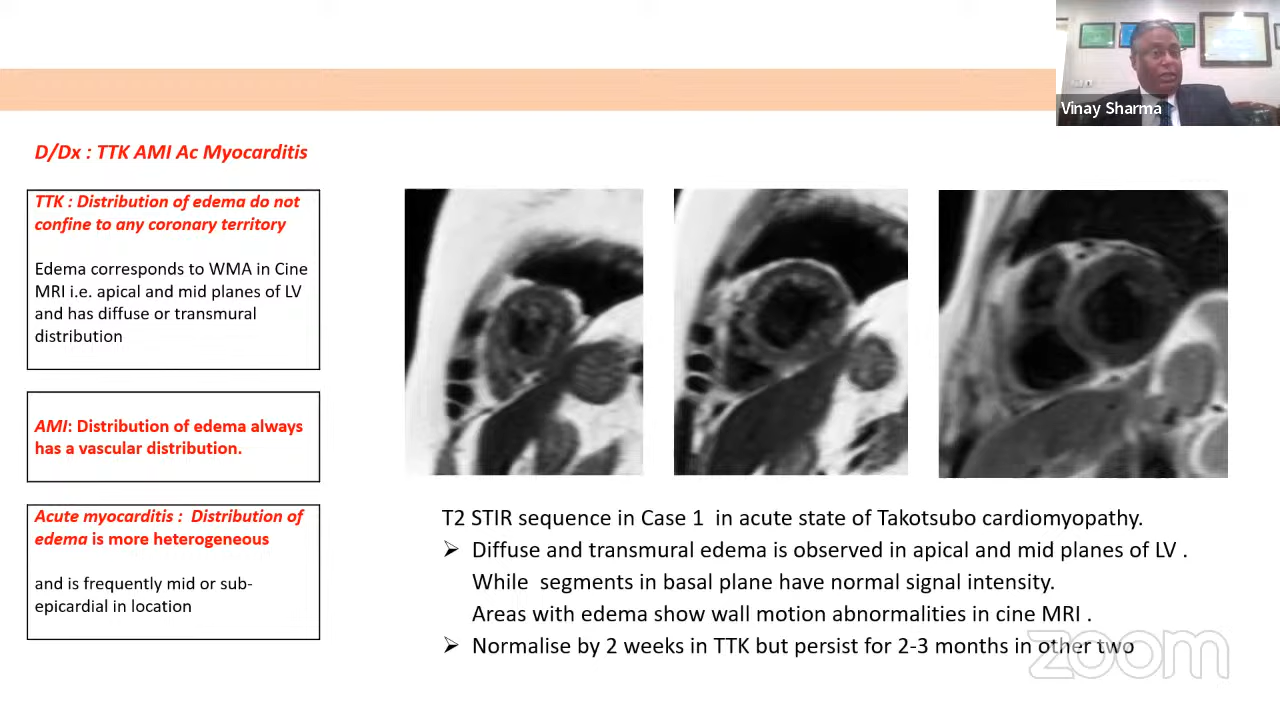 Vinay Sharma
D/Dx : TTK AMI Ac Myocarditis
TTK : Distribution of edema do not
confine to any coronary territory
Edema corresponds to WMA in Cine
MRI i.e. apical and mid planes of LV
and has diffuse or transmural
distribution
AMI: Distribution of edema always
has a vascular distribution.
Acute myocarditis : Distribution of
edema is more heterogeneous
and is frequently mid or sub-
epicardial in location
T2 STIR sequence in Case 1 in acute state of Takotsubo cardiomyopathy.
➢ Diffuse and transmural edema is observed in apical and mid planes of LV .
While segments in basal plane have normal signal intensity.
Areas with edema show wall motion abnormalities in cine MRI .
➢ Normalise by 2 weeks in TTK but persist for 2-3 months in other two
zoom